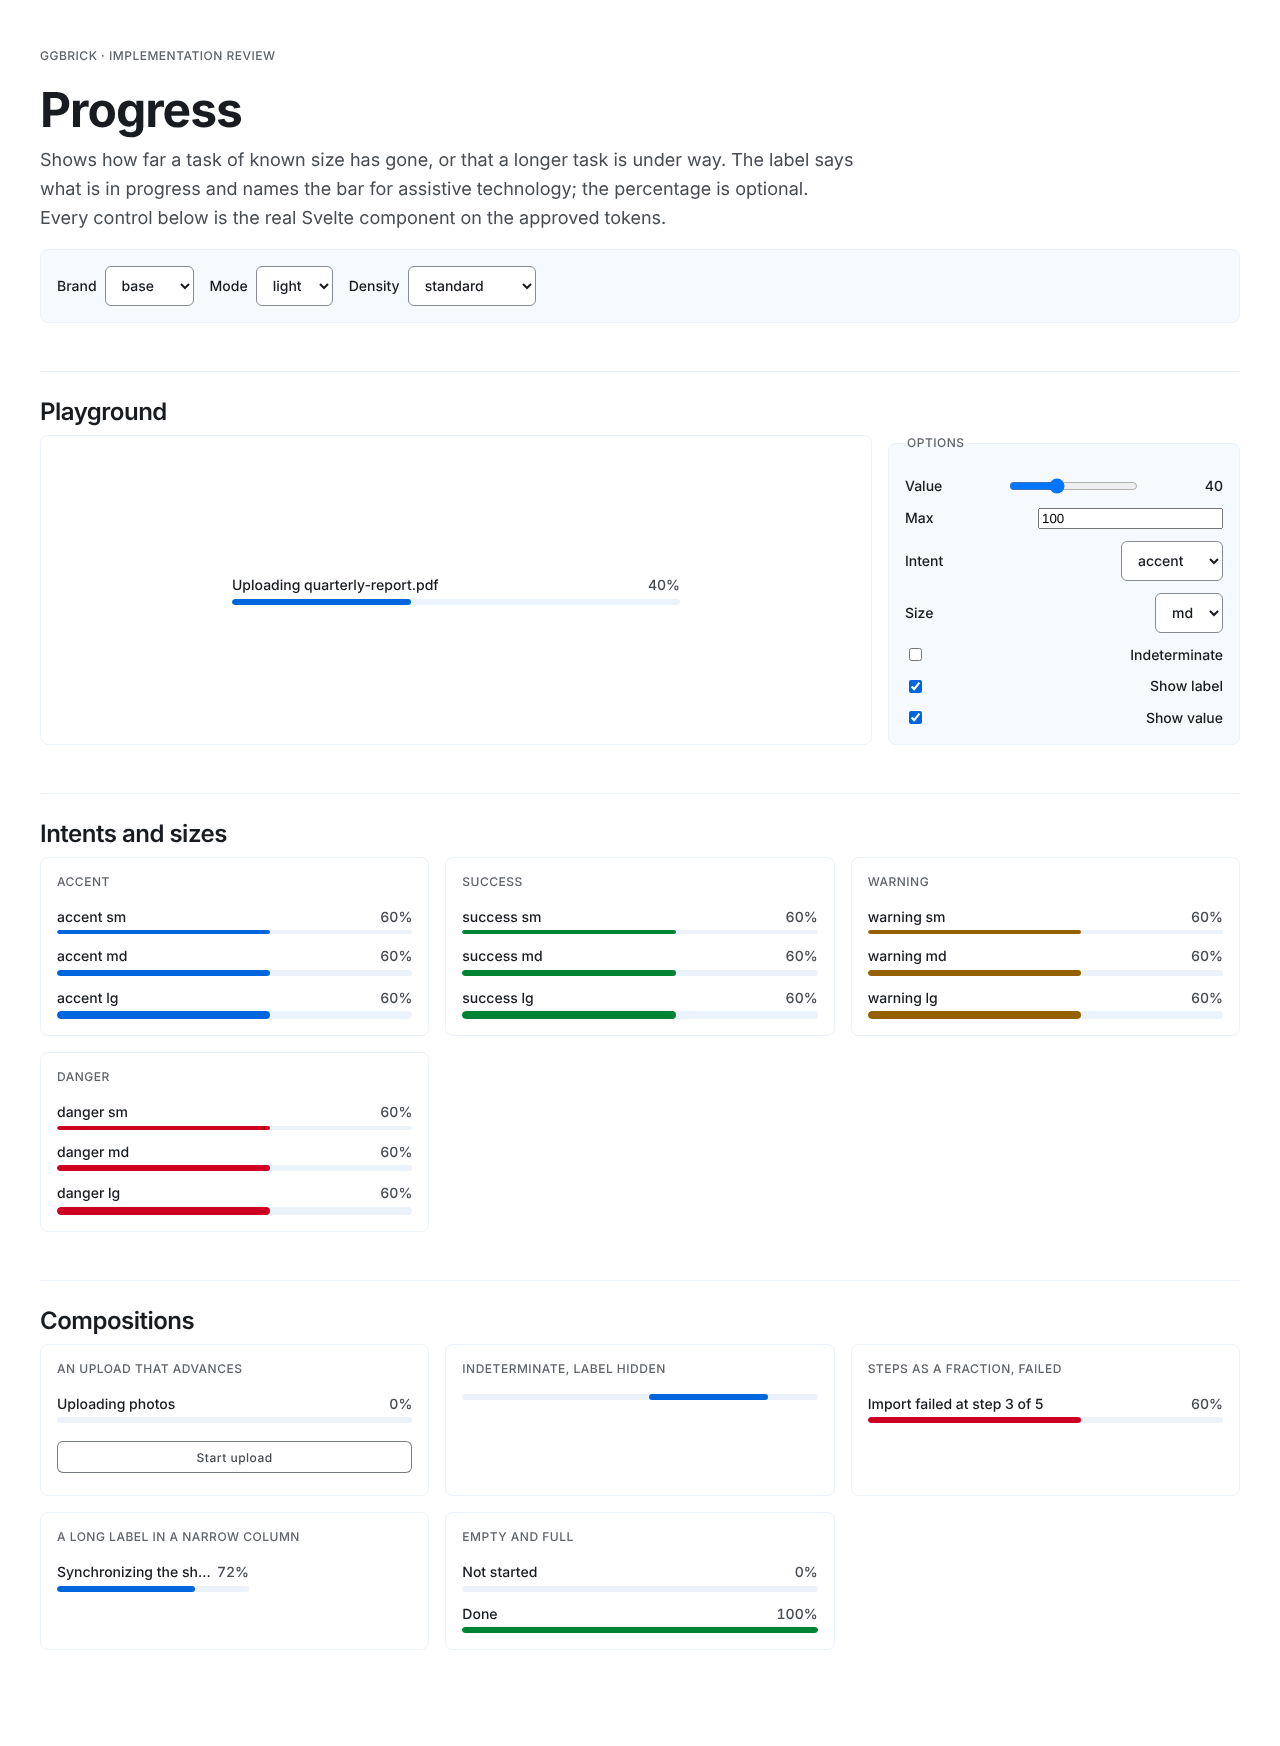 GGBRICK · IMPLEMENTATION REVIEW
Progress
Shows how far a task of known size has gone, or that a longer task is under way. The label says
what is in progress and names the bar for assistive technology; the percentage is optional.
Every control below is the real Svelte component on the approved tokens.
Brand base Mode light Density standard
Playground
Uploading quarterly-report.pdf 40%
OPTIONS
Value 40
Max 100
Intent accent
Size md
Indeterminate
Show label
Show value
Intents and sizes
ACCENT
accent sm 60%
accent md 60%
accent lg 60%
SUCCESS
success sm 60%
success md 60%
success lg 60%
WARNING
warning sm 60%
warning md 60%
warning lg 60%
DANGER
danger sm 60%
danger md 60%
danger lg 60%
Compositions
AN UPLOAD THAT ADVANCES
Uploading photos 0%
Start upload
INDETERMINATE, LABEL HIDDEN
STEPS AS A FRACTION, FAILED
Import failed at step 3 of 5 60%
A LONG LABEL IN A NARROW COLUMN
Synchronizing the sh... 72%
EMPTY AND FULL
Not started 0%
Done 100%